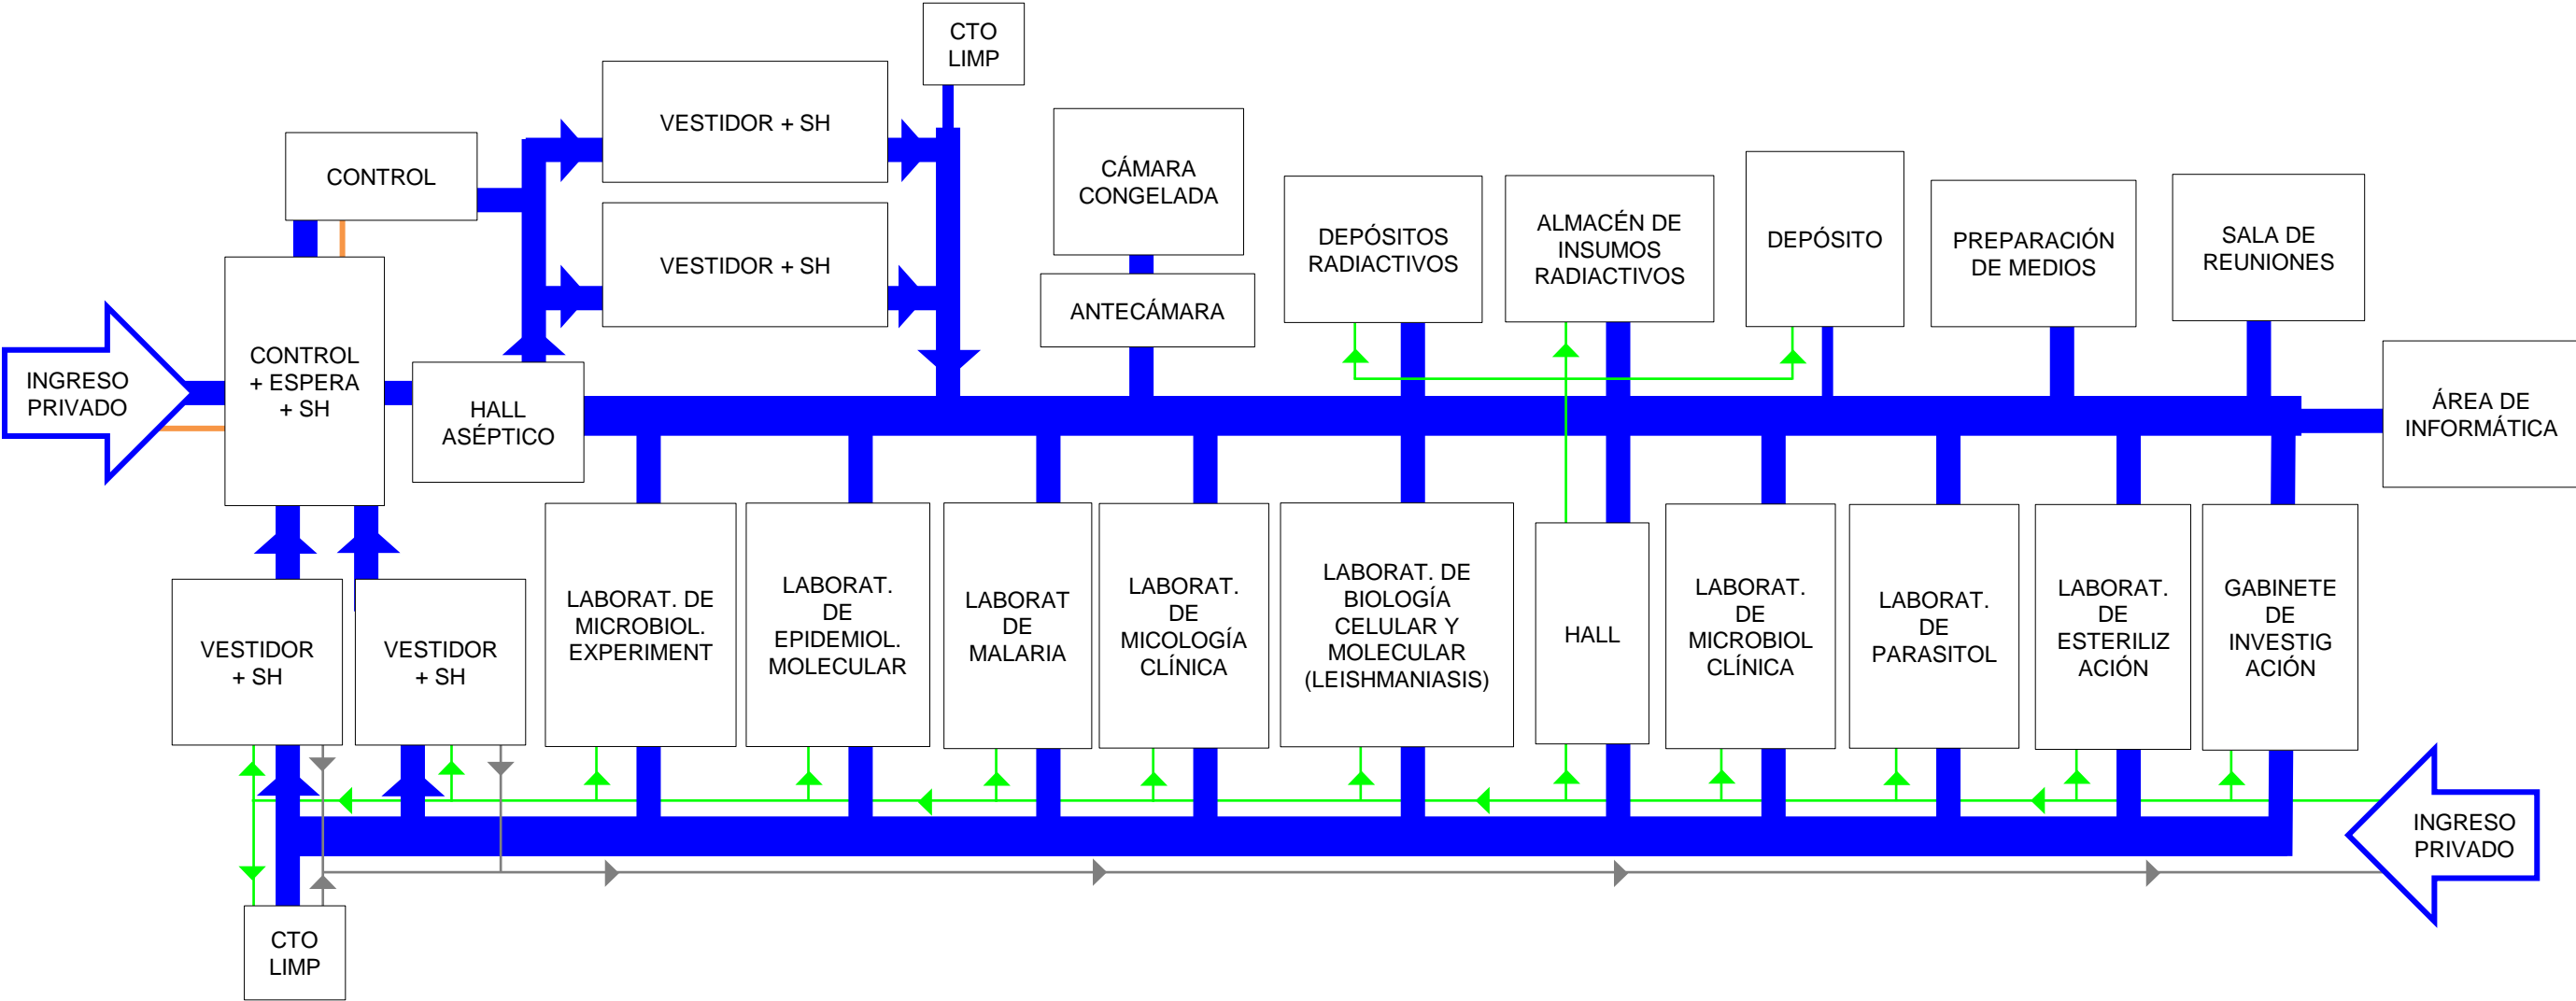 CTO
LIMP
VESTIDOR + SH
CONTROL
VESTIDOR + SH
CÁMARA
CONGELADA
ANTECÁMARA
DEPÓSITOS
RADIACTIVOS
ALMACÉN DE
INSUMOS
RADIACTIVOS
DEPÓSITO
PREPARACIÓN
DE MEDIOS
SALA DE
REUNIONES
INGRESO
PRIVADO
CONTROL
+ ESPERA
+ SH
HALL
ASÉPTICO
ÁREA DE
INFORMÁTICA
VESTIDOR
+ SH
VESTIDOR
+ SH
LABORAT. DE
MICROBIOL.
EXPERIMENT
LABORAT.
DE
EPIDEMIOL.
MOLECULAR
LABORAT
DE
MALARIA
LABORAT.
DE
MICOLOGÍA
CLÍNICA
LABORAT. DE
BIOLOGÍA
CELULAR Y
MOLECULAR
(LEISHMANIASIS)
HALL
LABORAT.
DE
MICROBIOL
CLÍNICA
LABORAT.
DE
PARASITOL
LABORAT.
DE
ESTERILIZ
ACIÓN
GABINETE
DE
INVESTIG
ACIÓN
INGRESO
PRIVADO
CTO
LIMP